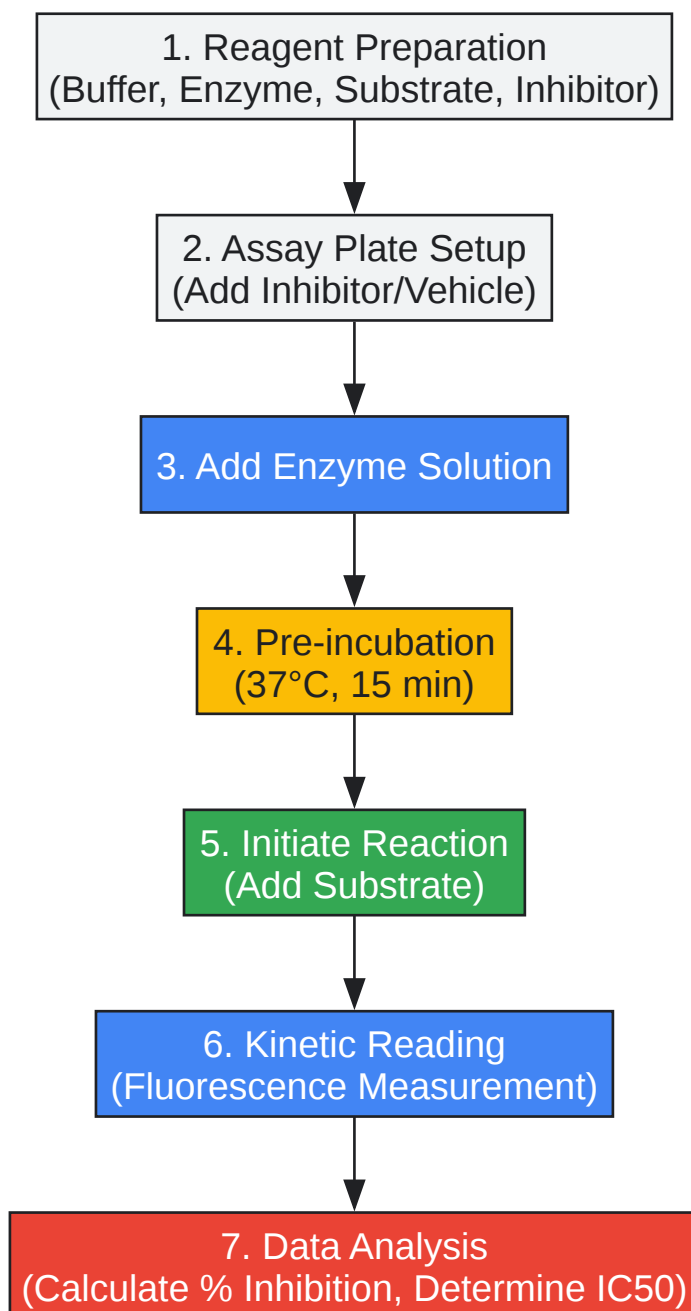 1. Reagent Preparation
(Buffer, Enzyme, Substrate, Inhibitor)
2. Assay Plate Setup
(Add Inhibitor/Vehicle)
3. Add Enzyme Solution
4. Pre-incubation
(37°C, 15 min)
5. Initiate Reaction
(Add Substrate)
6. Kinetic Reading
(Fluorescence Measurement)
7. Data Analysis
(Calculate % Inhibition, Determine IC50)